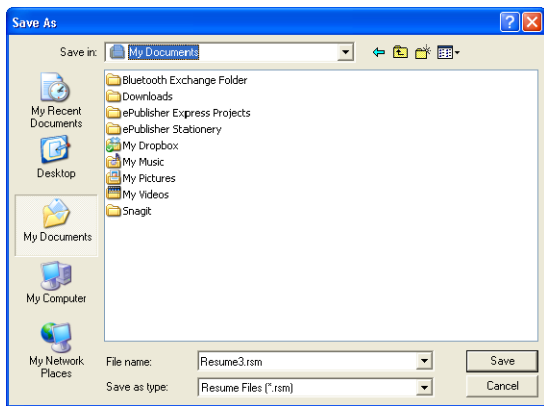 Save As
Save in: My Documents
My Recent
Documents
Desktop
My Documents
My Computer
My Network
Places
Bluetooth Exchange Folder
Downloads
ePublisher Express Projects
ePublisher Stationery
My Dropbox
My Music
My Pictures
My Videos
Snagit
File name: Resume3.rsm Save
Save as type: Resume Files (*.rsm) Cancel